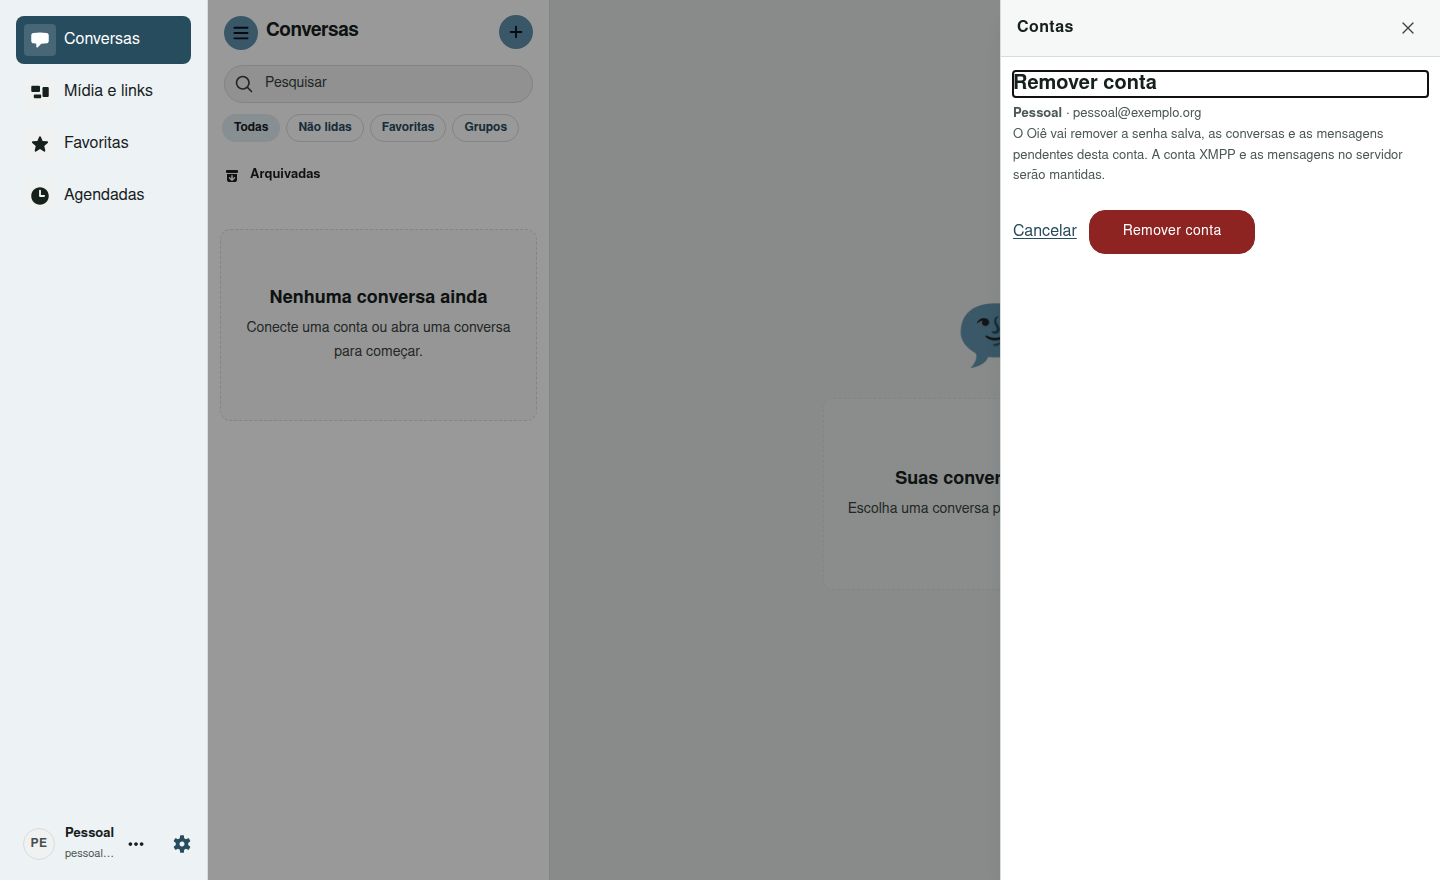 Conversas
Mídia e links
Favoritas
Agendadas
PE
Pessoal
pessoal...
Conversas
Pesquisar
Todas
Não lidas
Favoritas
Grupos
Arquivadas
Nenhuma conversa ainda
Conecte uma conta ou abra uma conversa
para começar.
Suas conver
Escolha uma conversa p
Contas
Remover conta
Pessoal · pessoal@exemplo.org
O Oiê vai remover a senha salva, as conversas e as mensagens
pendentes desta conta. A conta XMPP e as mensagens no servidor
serão mantidas.
Cancelar
Remover conta